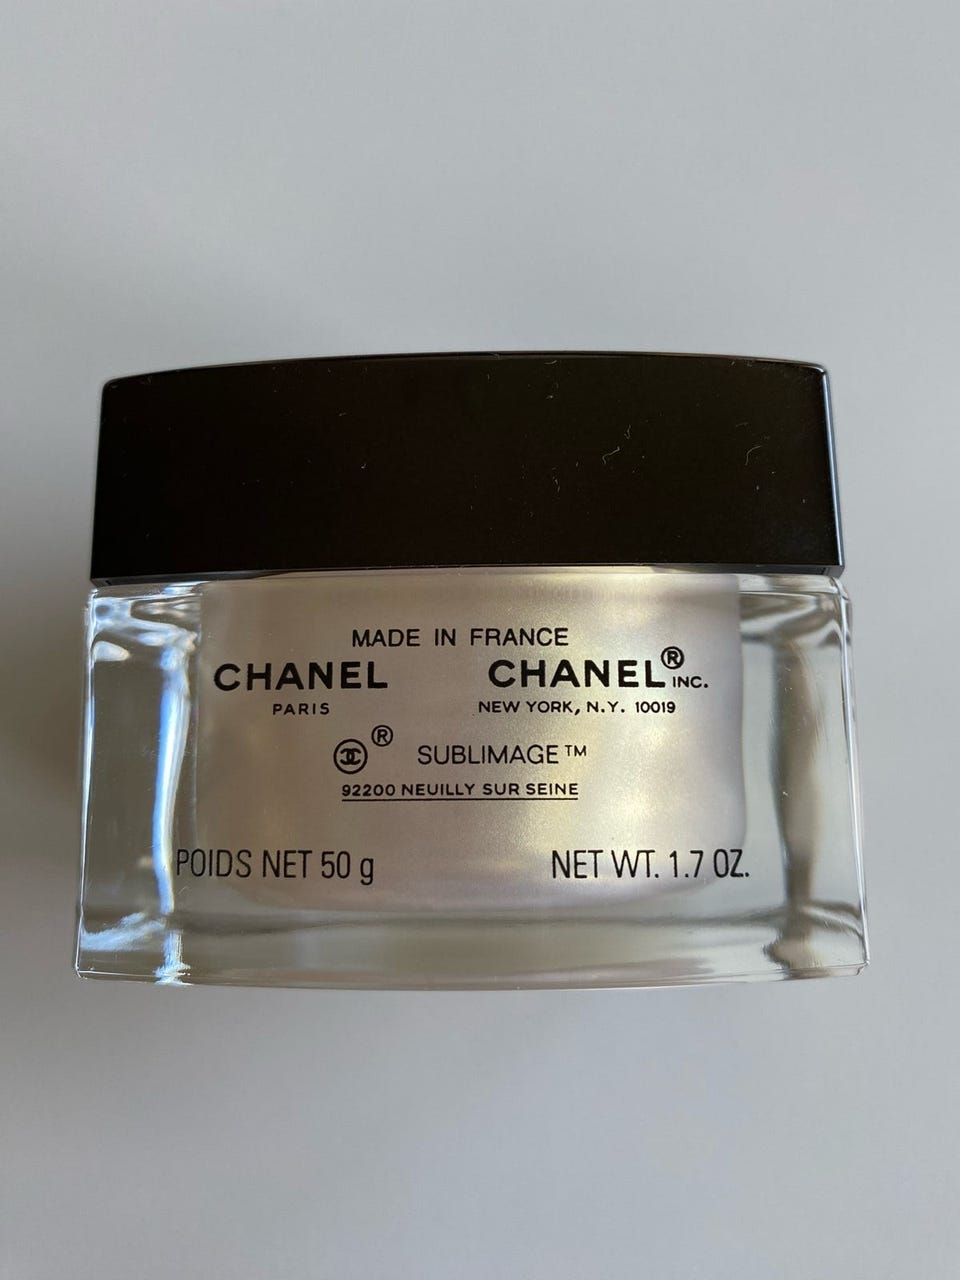 MADE IN FRANCE
CHANEL CHANEL® INC.
PARIS NEW YORK, N.Y. 10019
® SUBLIMAGE™
92200 NEUILLY SUR SEINE
POIDS NET 50 g NET WT. 1.7 OZ.